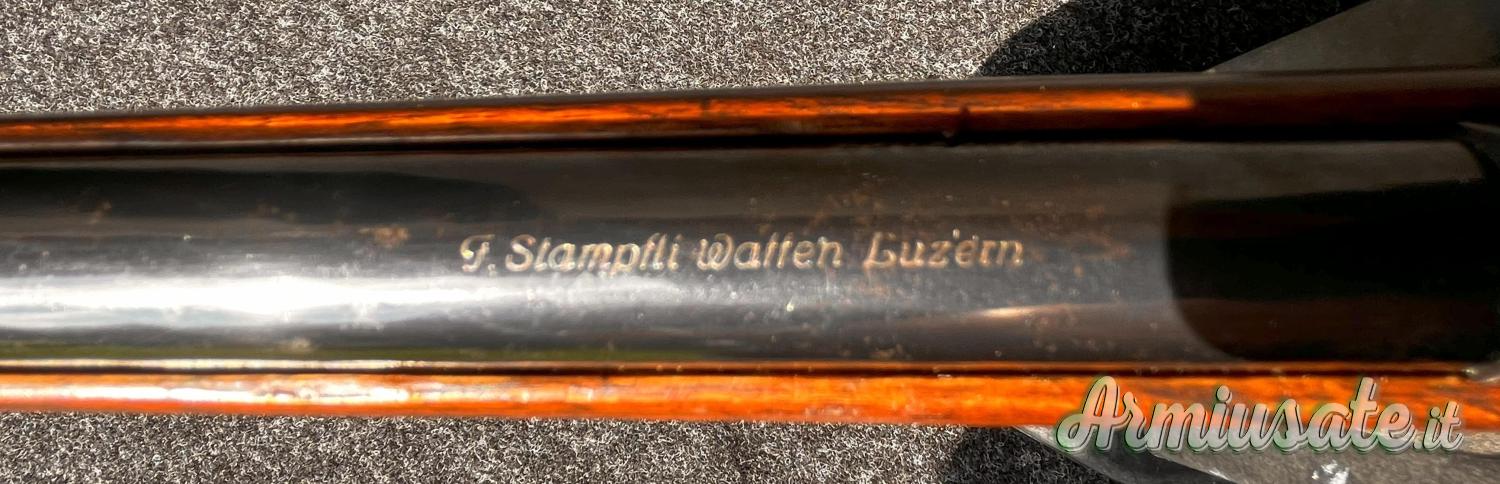 F. Stampfli Waffen Luzern
Armiusate.it